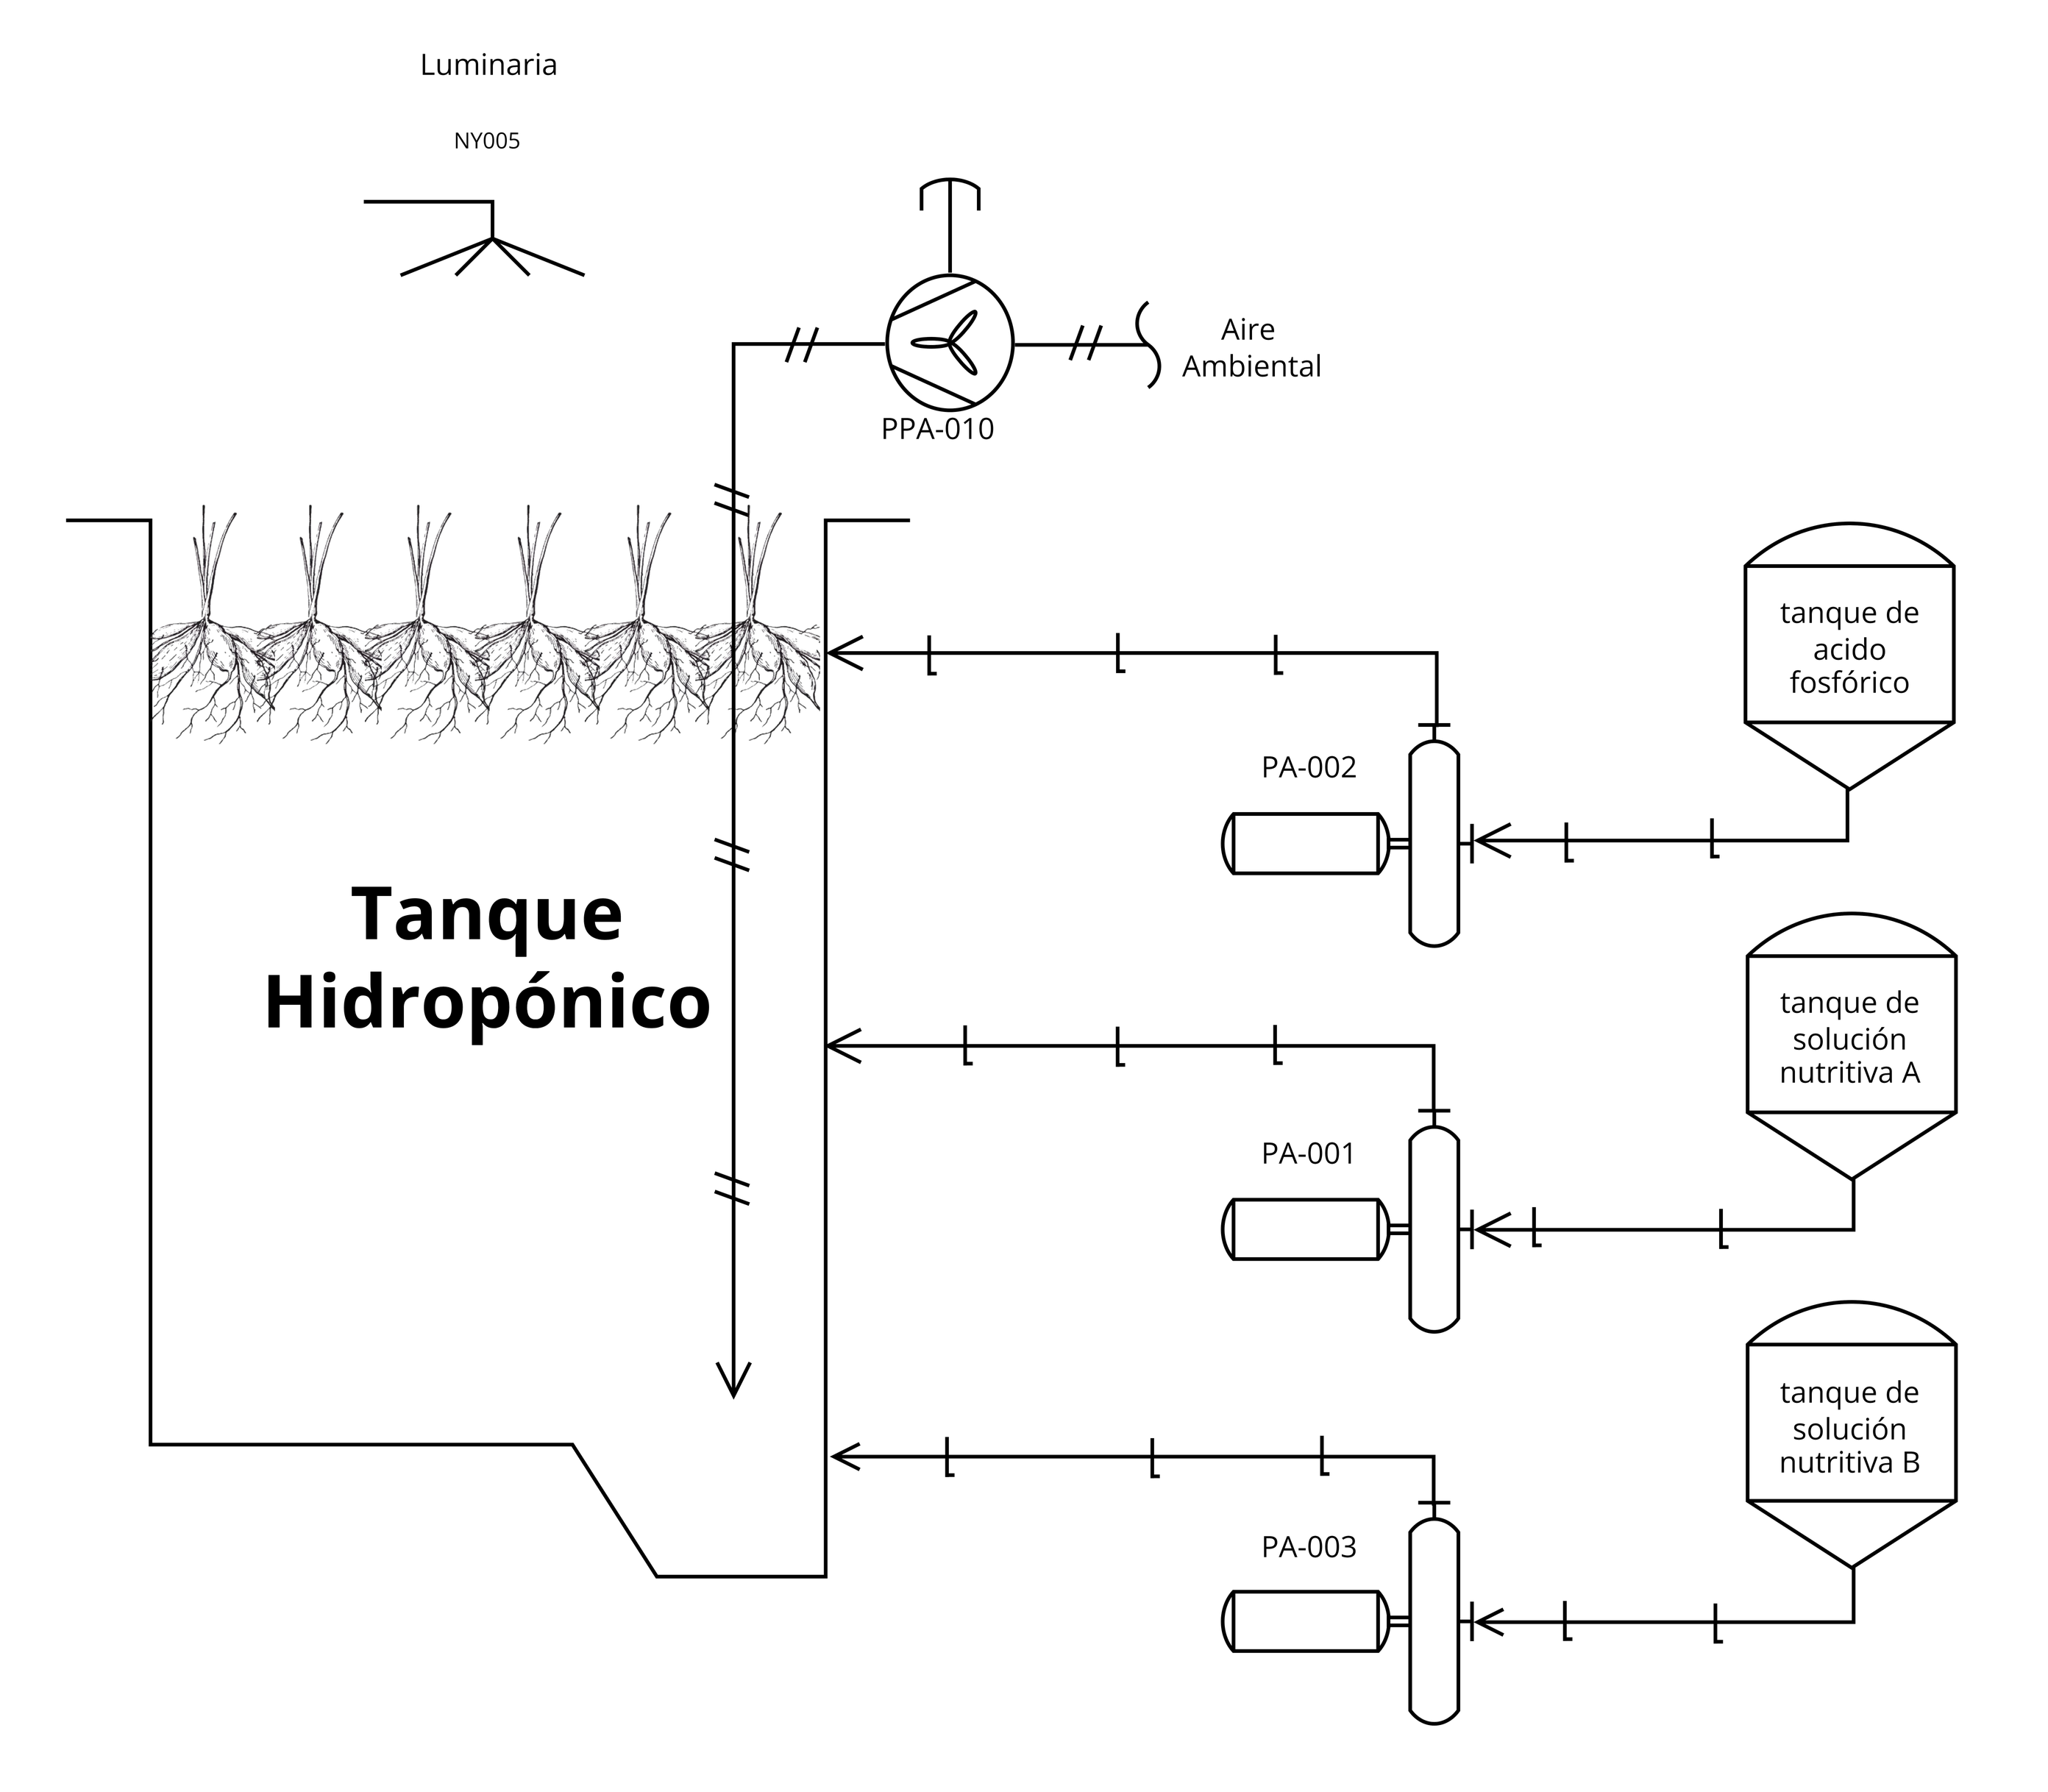 Luminaria
NY005
Aire
Ambiental
PPA-010
tanque de
acido
fosfórico
PA-002
Tanque
Hidropónico
tanque de
solución
nutritiva A
PA-001
tanque de
solución
nutritiva B
PA-003